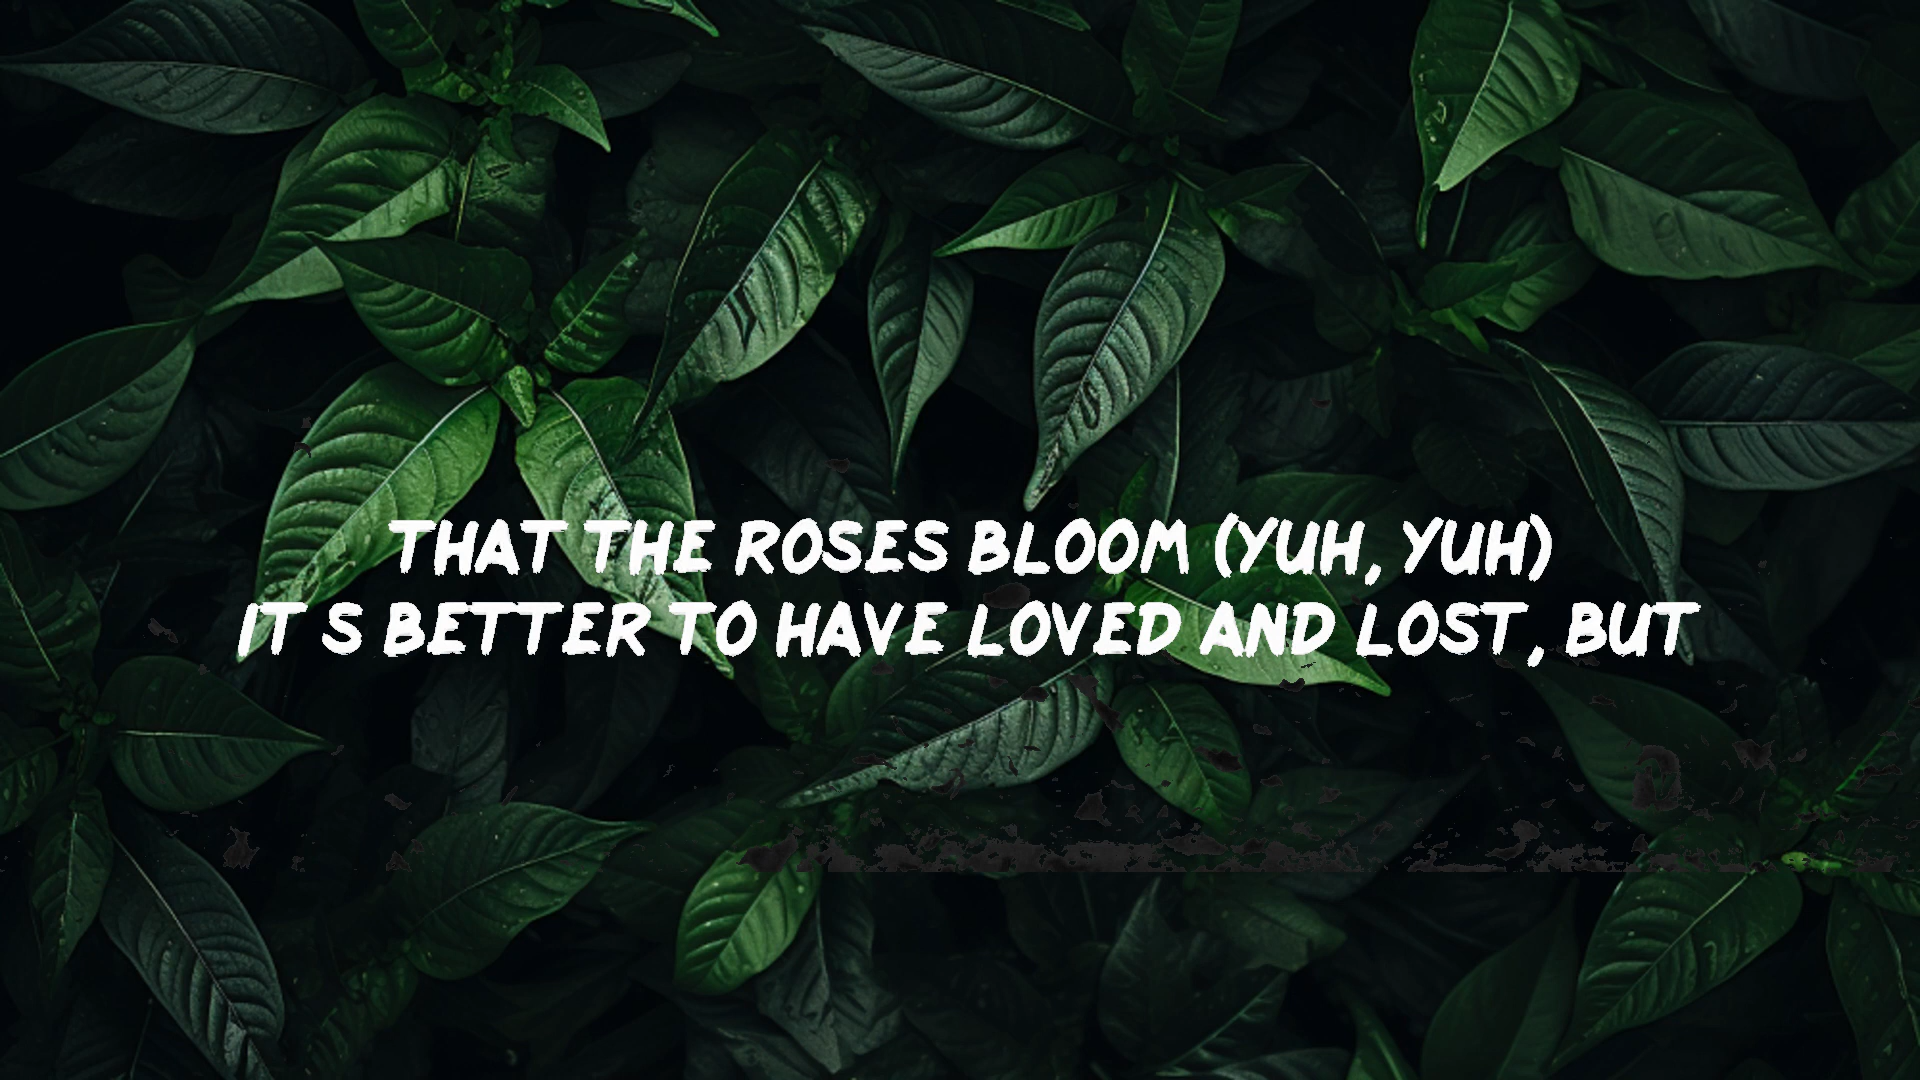 THAT THE ROSES BLOOM (YUH, YUH)
IT S BETTER TO HAVE LOVED AND LOST, BUT